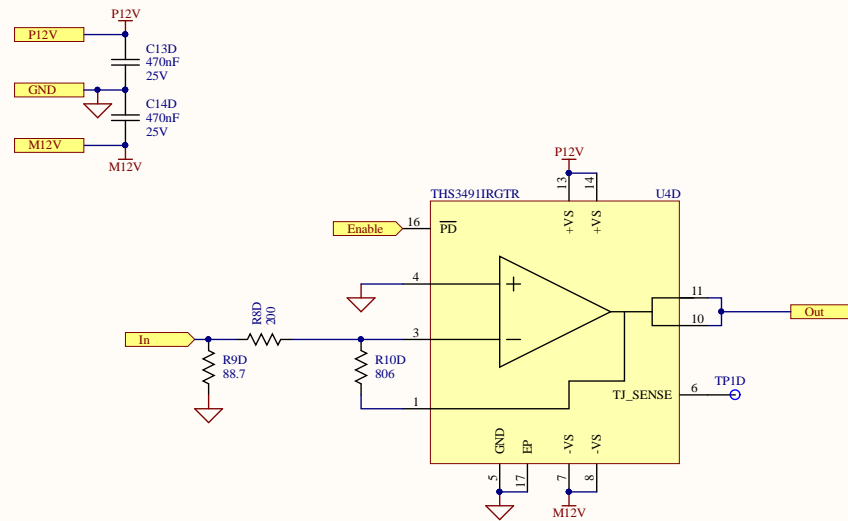 P12V
P12V
C13D
470nF
25V
GND
C14D
470nF
25V
M12V
M12V
P12V
THS3491IRGTR
13
14
U4D
+VS
+VS
Enable
16
PD
4
11
Out
10
In
R8D
200
3
R9D
88.7
R10D
806
1
TJ_SENSE
6
TP1D
GND
EP
-VS
-VS
5
17
7
8
M12V